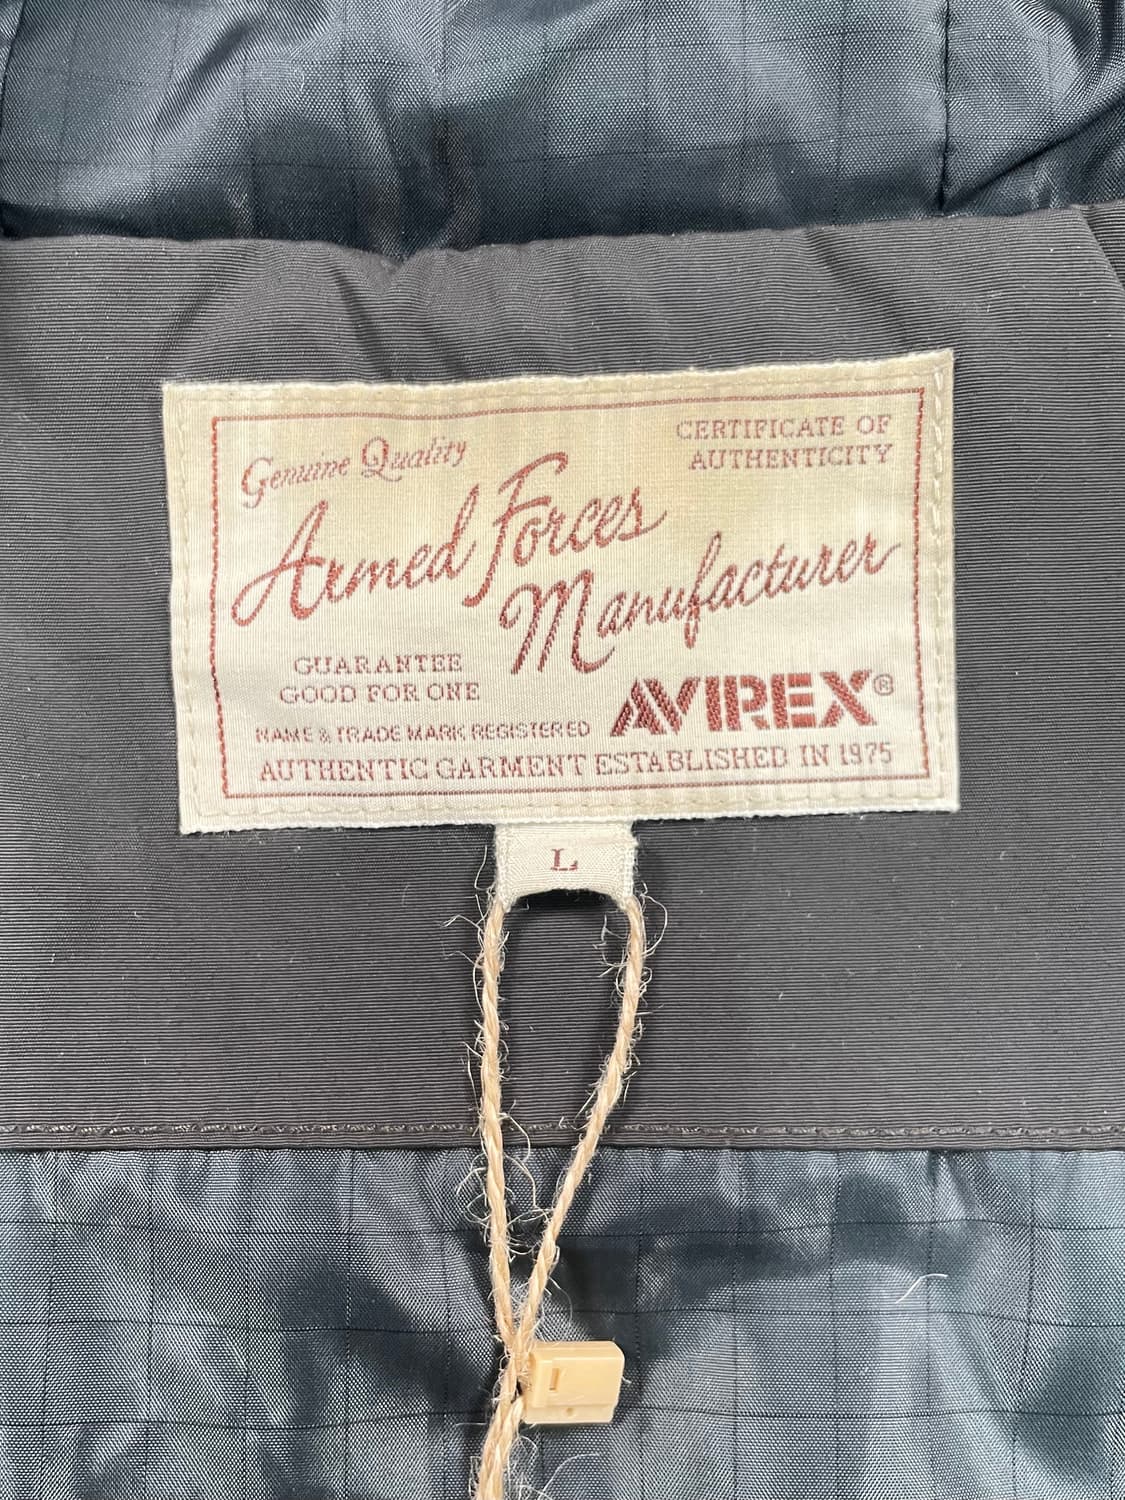 Genuine Quality
CERTIFICATE OF
AUTHENTICITY
Armed Forces
Manufacturer
GUARANTEE
GOOD FOR ONE
AVIREX®
NAME & TRADE MARK REGISTERED
AUTHENTIC GARMENT ESTABLISHED IN 1975
L